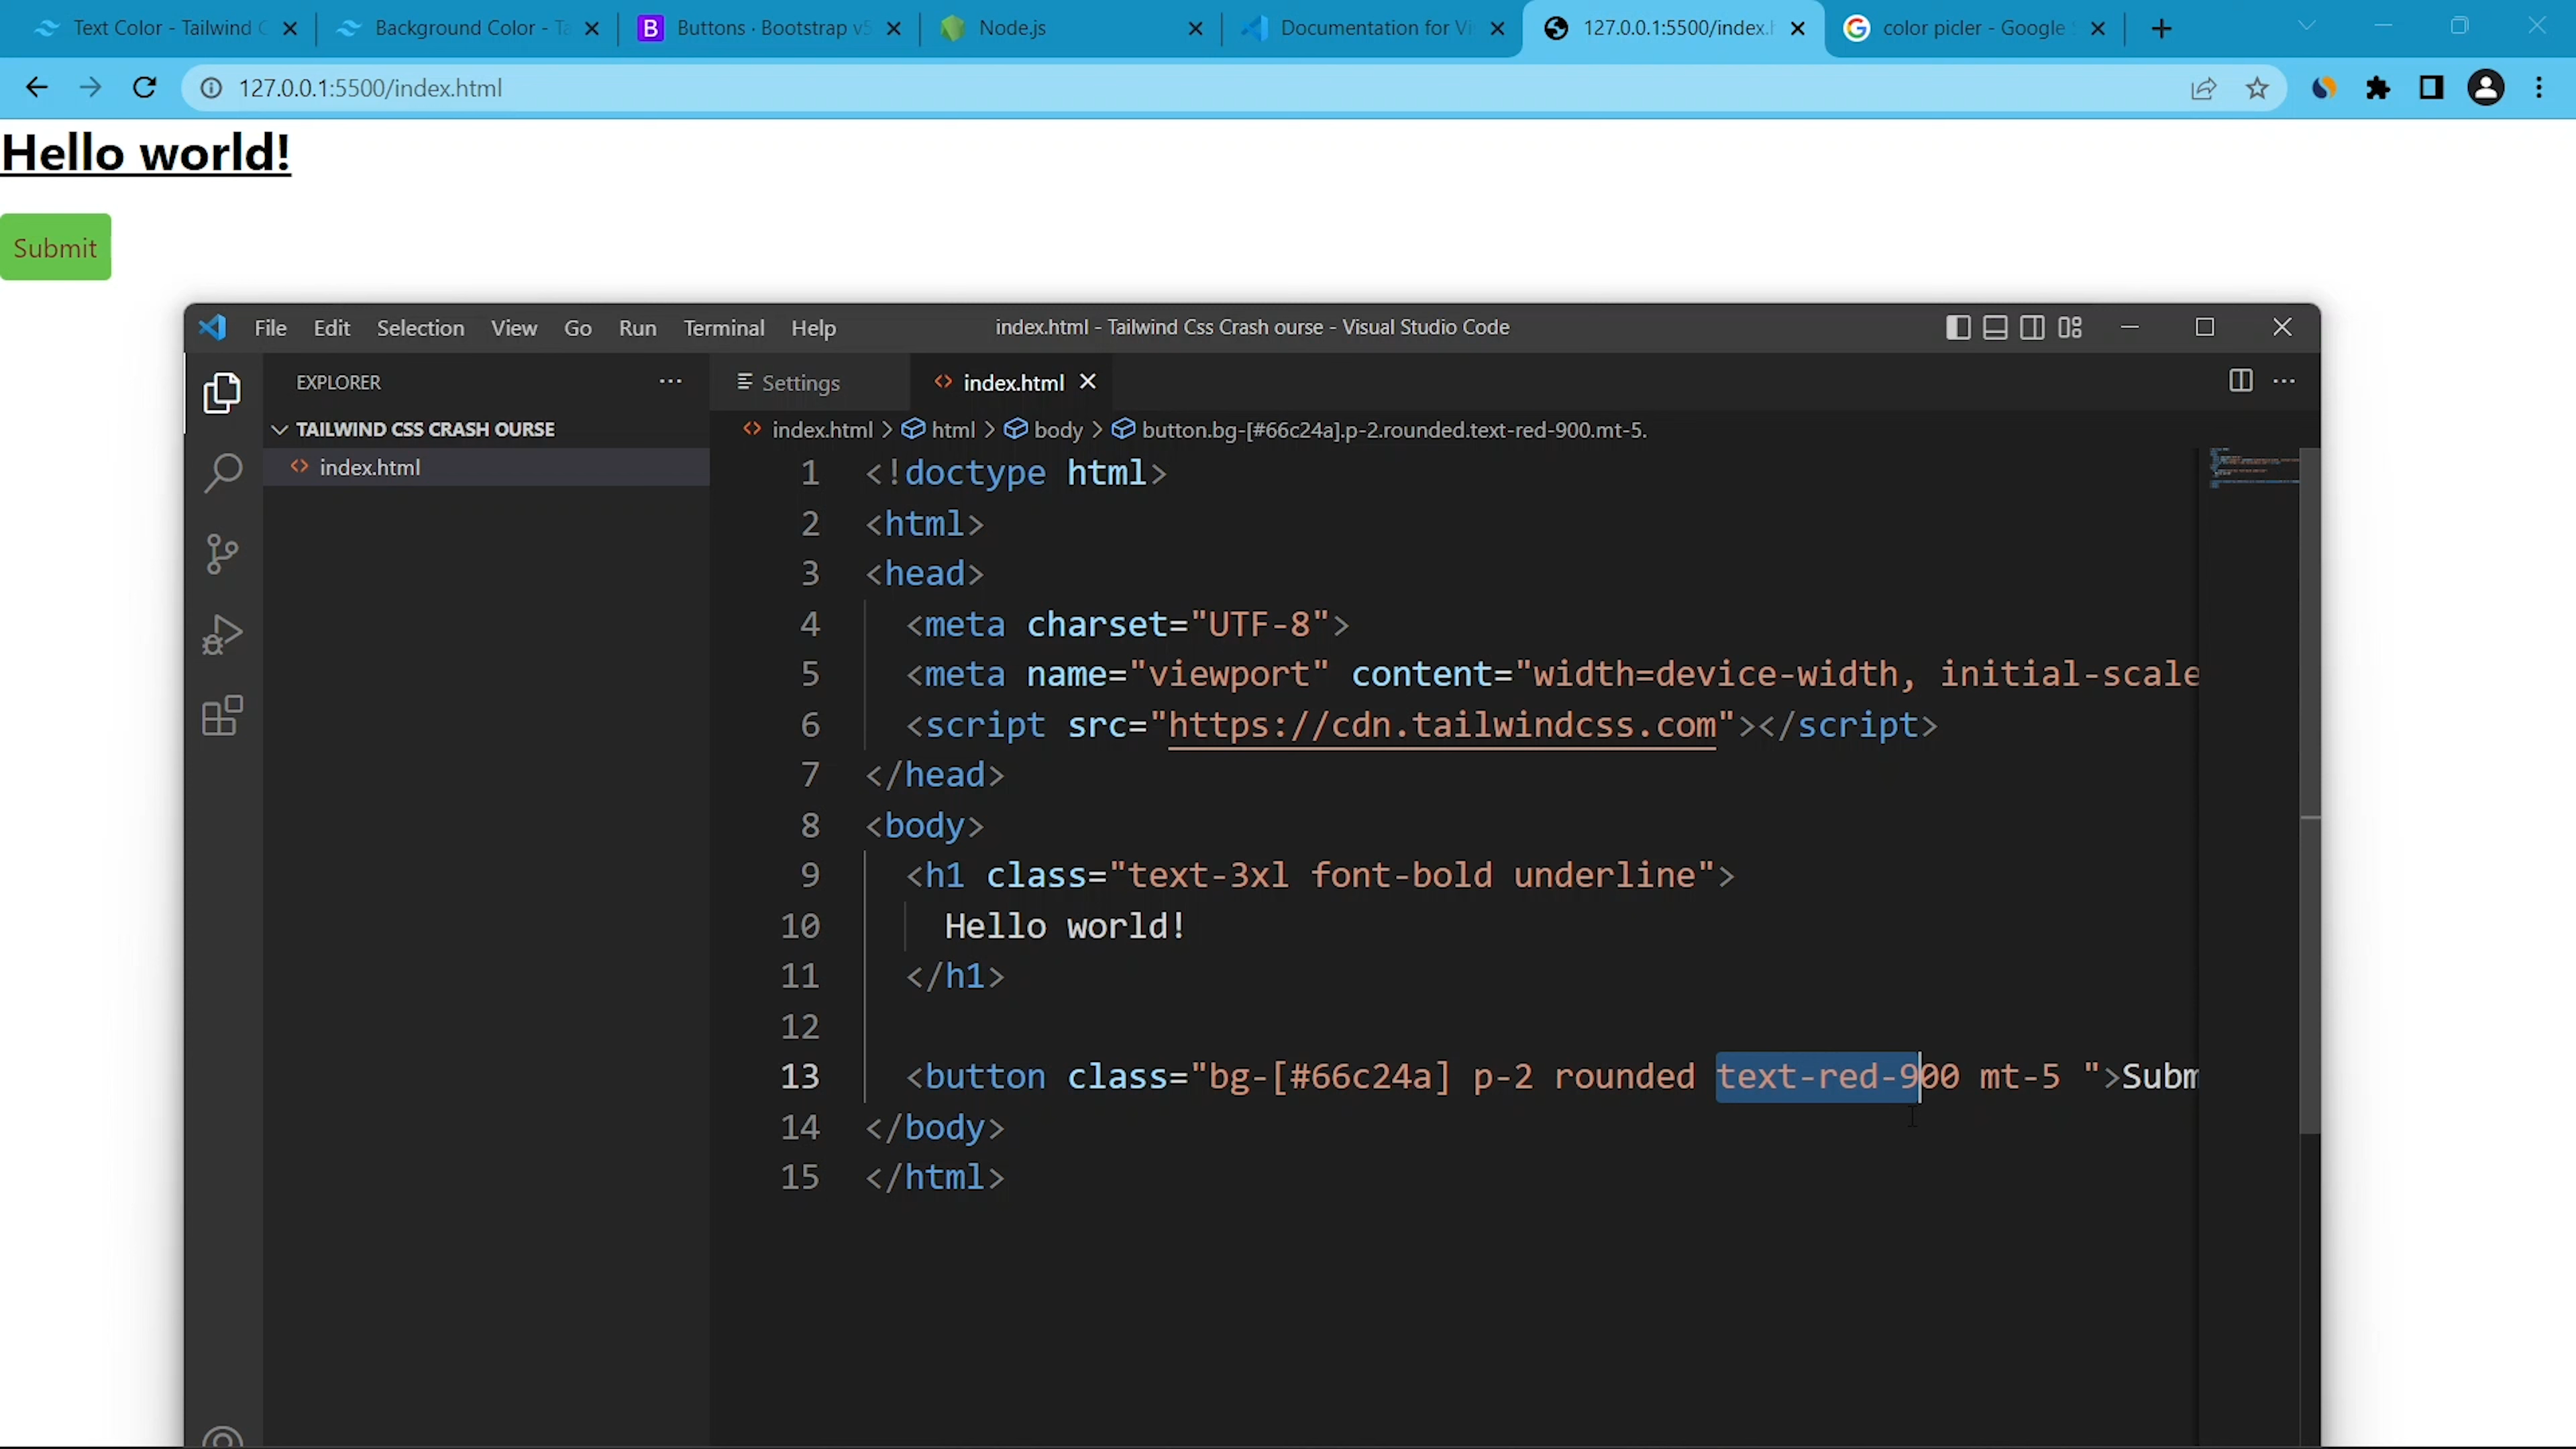 Text Color - Tailwind C
Background Color - Ta
Buttons · Bootstrap v5
Node.js
Documentation for Vi
127.0.0.1:5500/index.h
color picler - Google S
127.0.0.1:5500/index.html
Hello world!
Submit
File Edit Selection View Go Run Terminal Help
index.html - Tailwind Css Crash ourse - Visual Studio Code
EXPLORER
Settings
index.html
TAILWIND CSS CRASH OURSE
index.html
index.html > html > body > button.bg-[#66c24a].p-2.rounded.text-red-900.mt-5.
1 <!doctype html>
2 <html>
3 <head>
4 <meta charset="UTF-8">
5 <meta name="viewport" content="width=device-width, initial-scale
6 <script src="https://cdn.tailwindcss.com"></script>
7 </head>
8 <body>
9 <h1 class="text-3xl font-bold underline">
10 Hello world!
11 </h1>
12
13 <button class="bg-[#66c24a] p-2 rounded text-red-900 mt-5 ">Subm
14 </body>
15 </html>